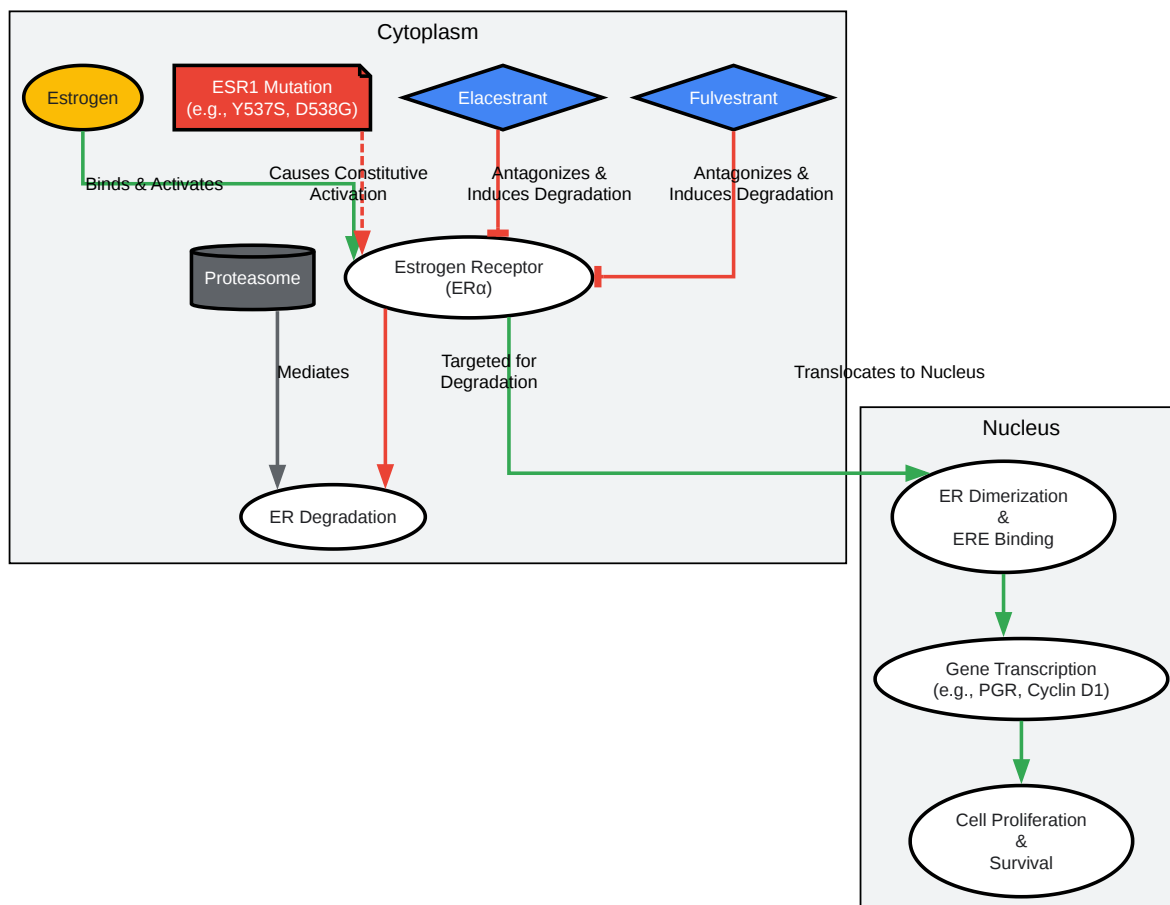 Cytoplasm
Estrogen
ESR1 Mutation
(e.g., Y537S, D538G)
Elacestrant
Fulvestrant
Binds & Activates
Causes Constitutive
Activation
Antagonizes &
Induces Degradation
Antagonizes &
Induces Degradation
Proteasome
Estrogen Receptor
(ERα)
Mediates
Targeted for
Degradation
Translocates to Nucleus
Nucleus
ER Degradation
ER Dimerization
&
ERE Binding
Gene Transcription
(e.g., PGR, Cyclin D1)
Cell Proliferation
&
Survival